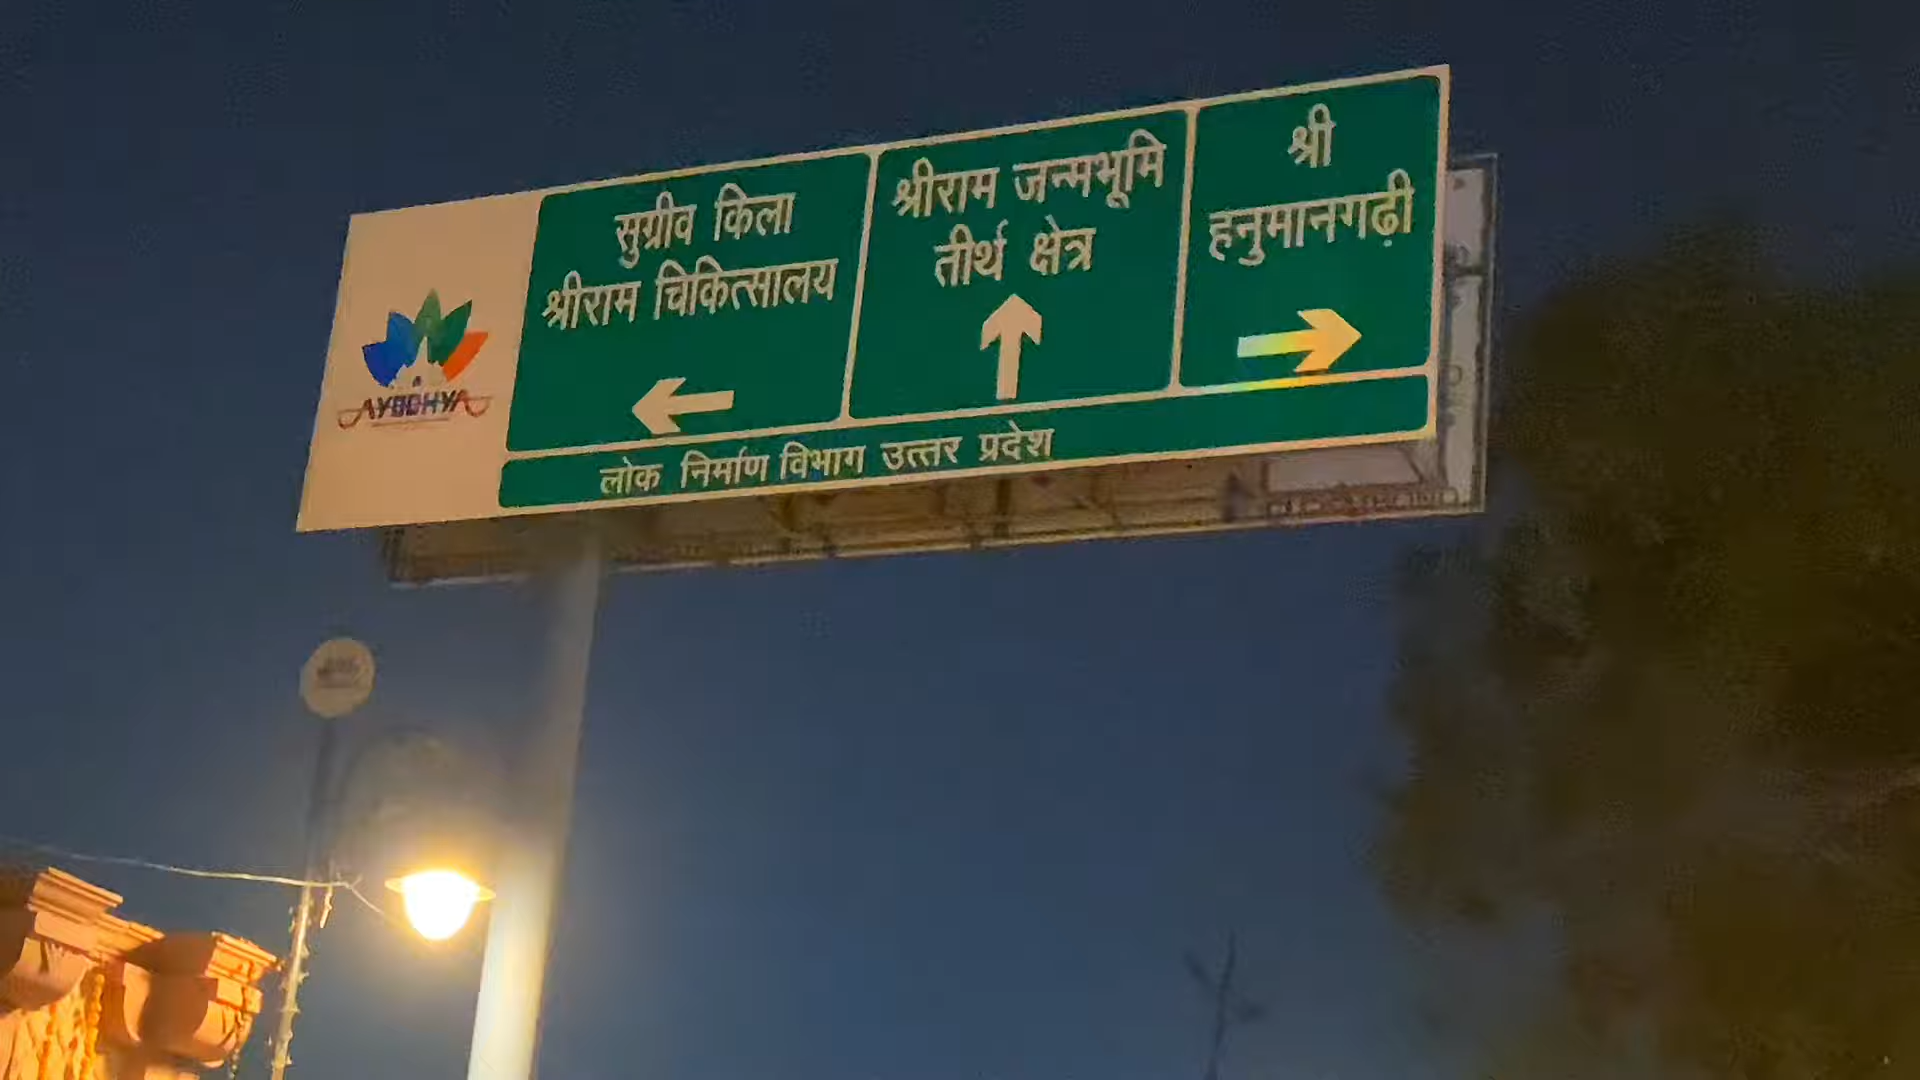 सुग्रीव किला
श्रीराम चिकित्सालय
श्रीराम जन्मभूमि
तीर्थ क्षेत्र
श्री
हनुमानगढ़ी
AYODHYA
लोक निर्माण विभाग उत्तर प्रदेश